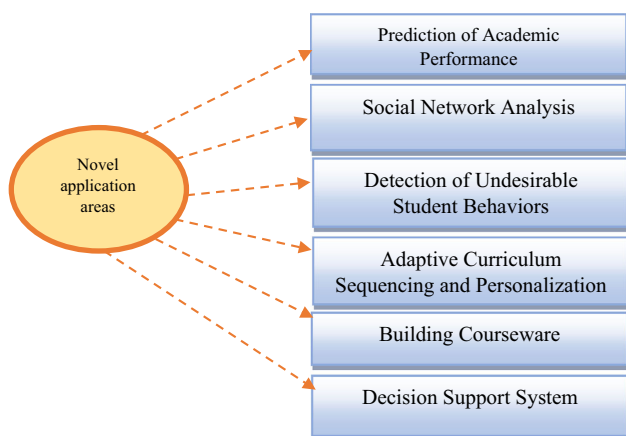 Prediction of Academic
Performance
Social Network Analysis
Novel
application
areas
Detection of Undesirable
Student Behaviors
Adaptive Curriculum
Sequencing and Personalization
Building Courseware
Decision Support System